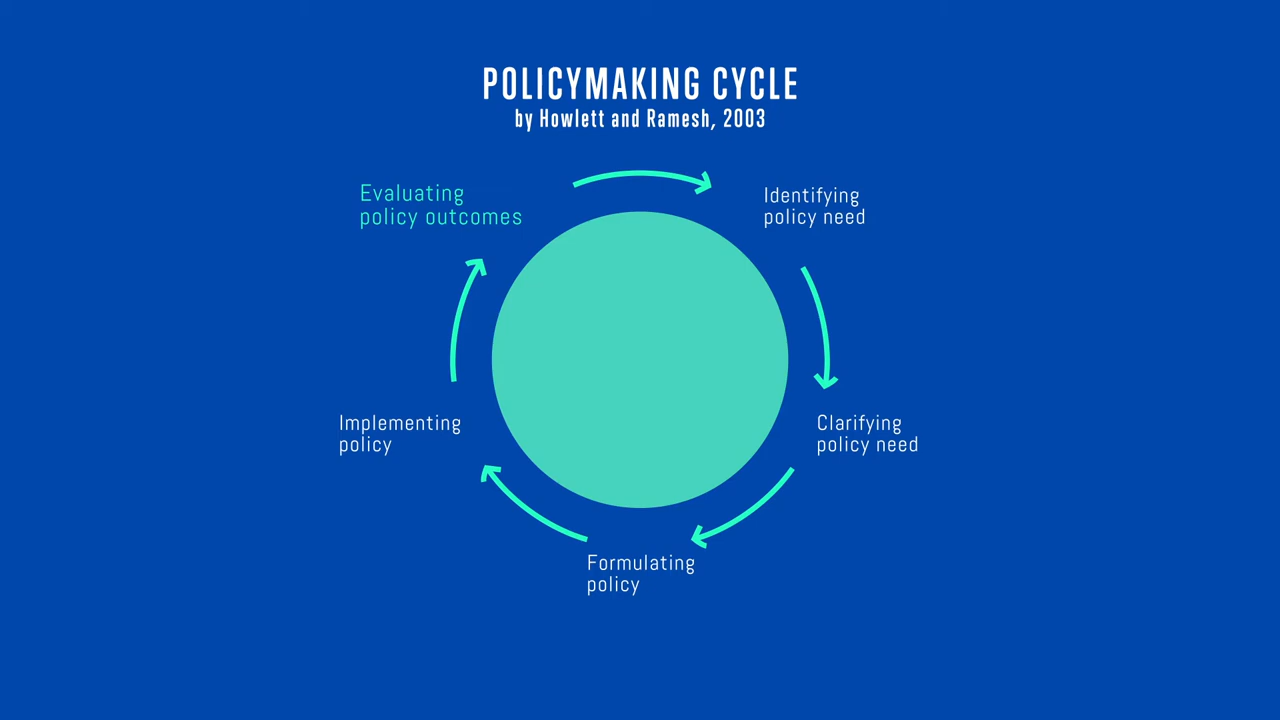 POLICYMAKING CYCLE
by Howlett and Ramesh, 2003
Evaluating
policy outcomes
Identifying
policy need
Implementing
policy
Clarifying
policy need
Formulating
policy